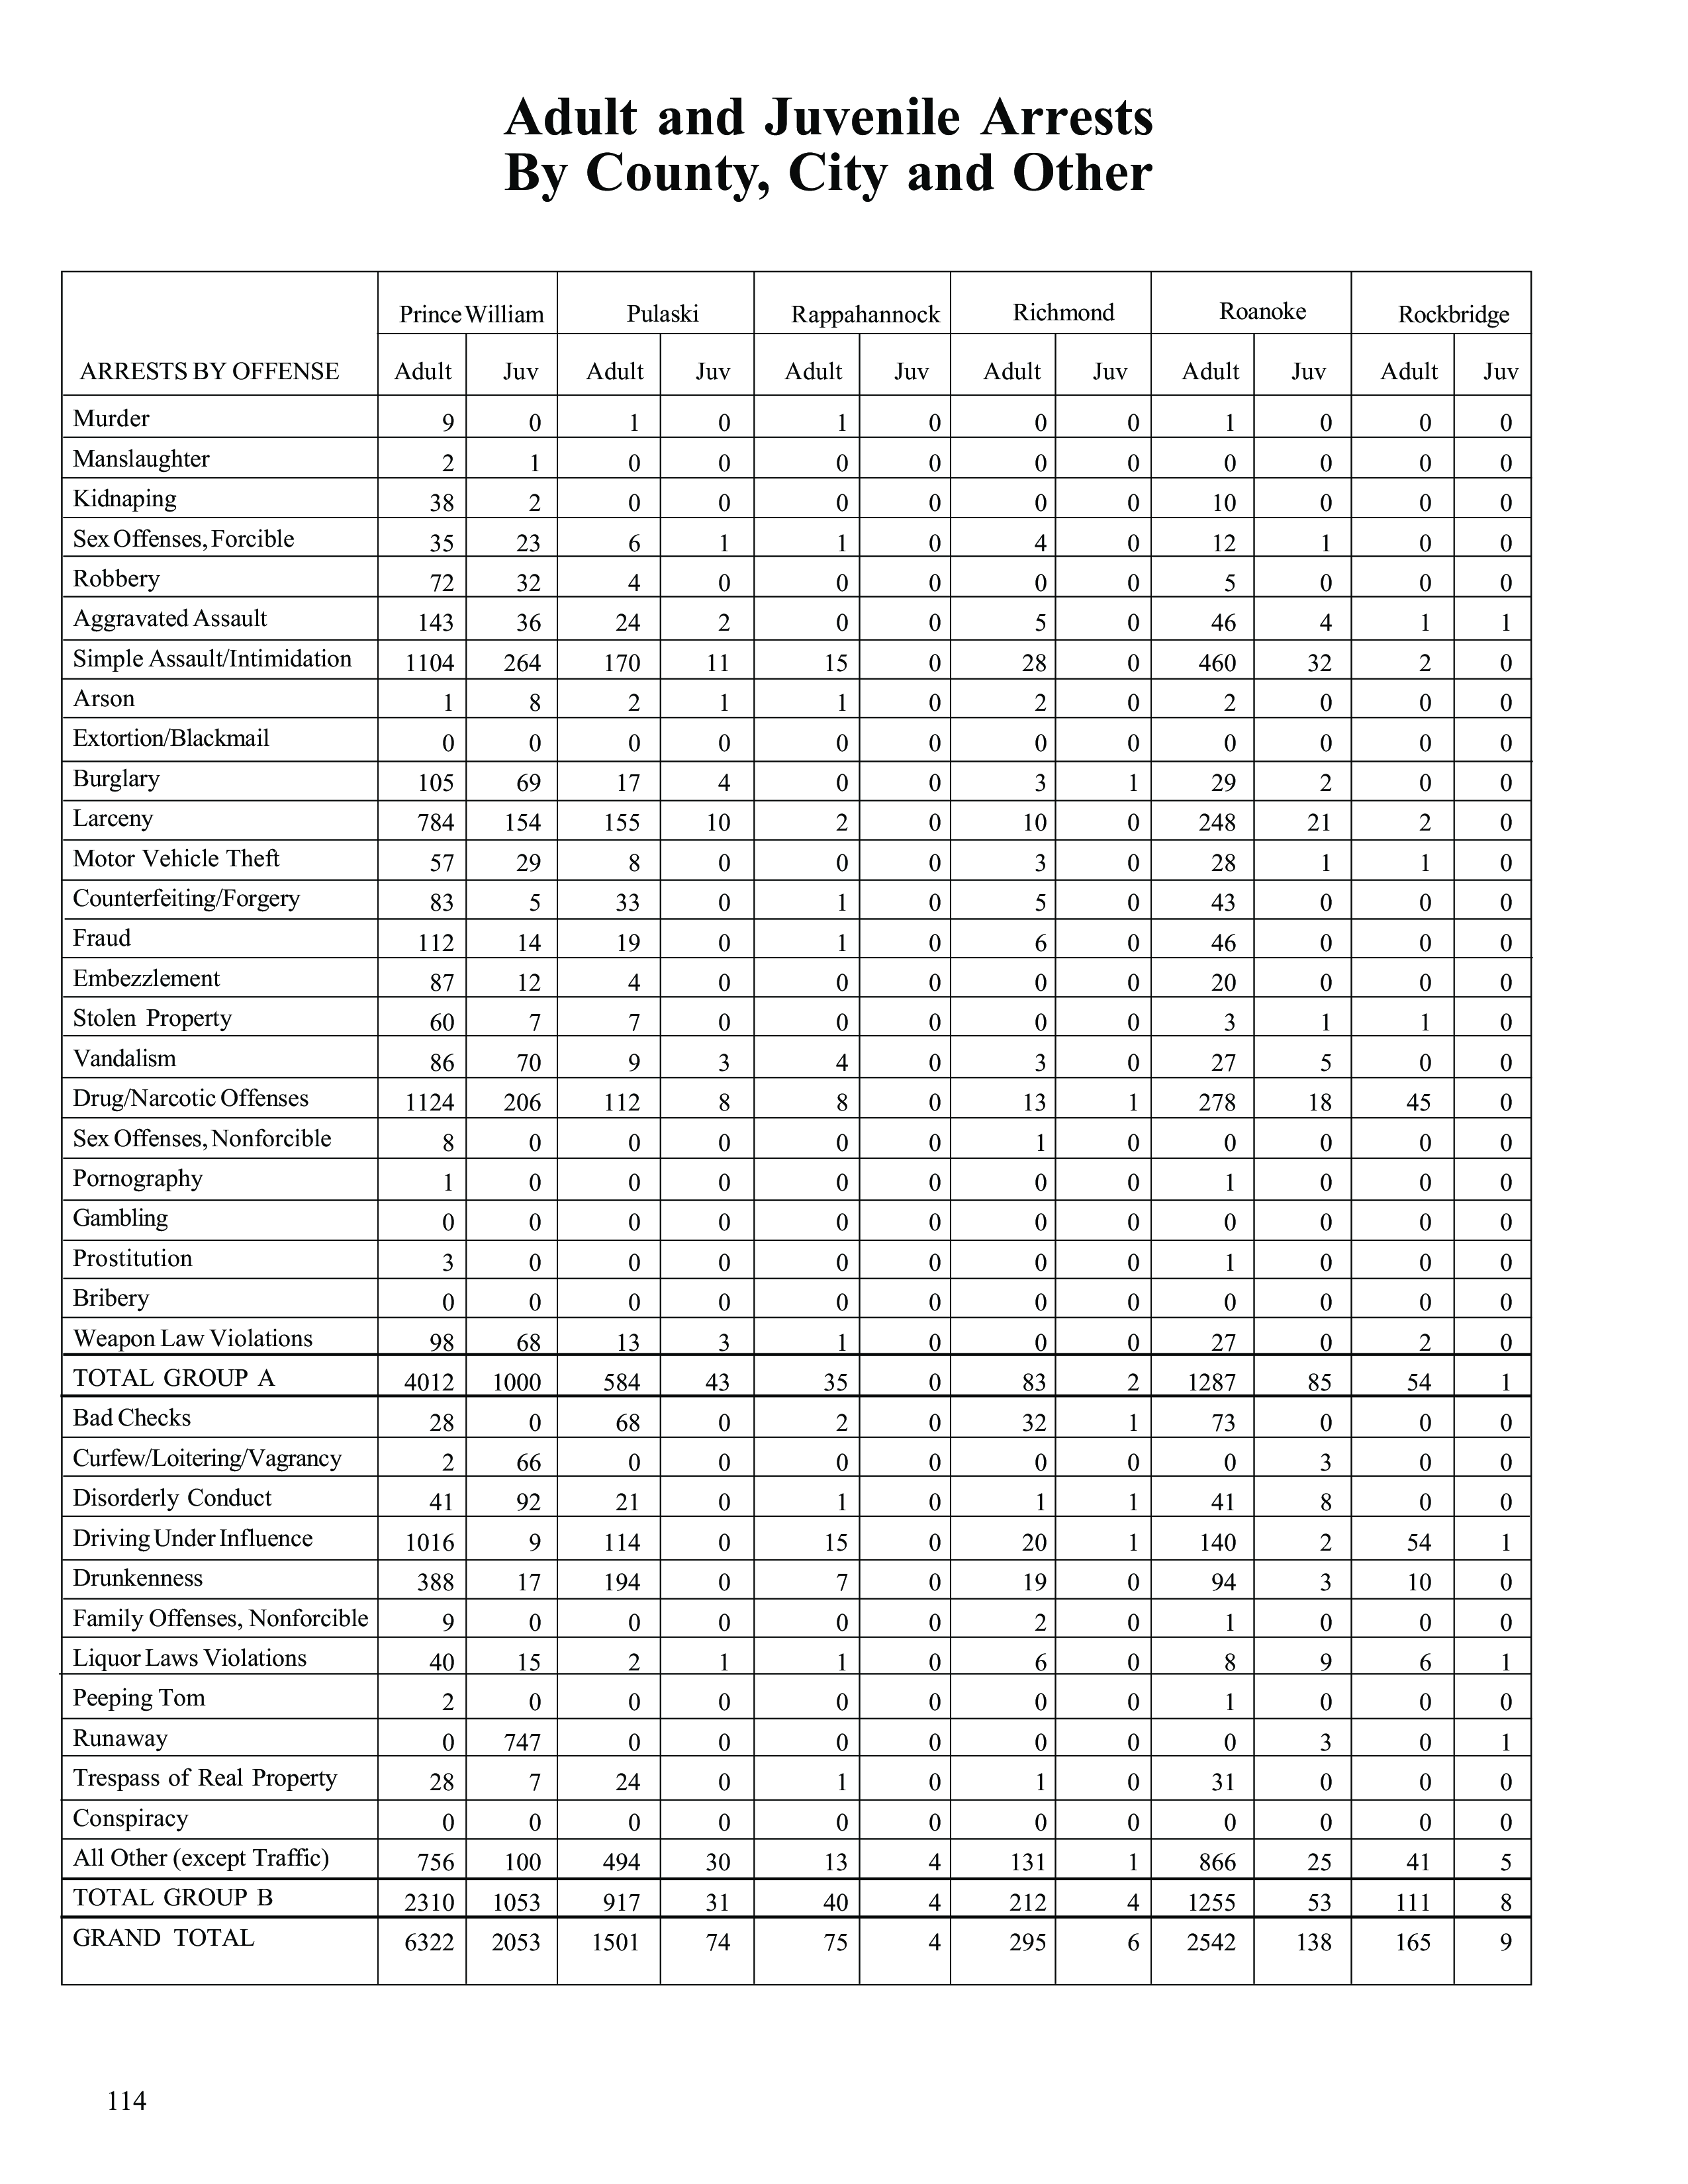 Adult and Juvenile Arrests
By County, City and Other
Prince William Pulaski Rappahannock Richmond Roanoke Rockbridge
ARRESTS BY OFFENSE Adult Juv Adult Juv Adult Juv Adult Juv Adult Juv Adult Juv
Murder 9 0 1 0 1 0 0 0 1 0 0 0
Manslaughter 2 1 0 0 0 0 0 0 0 0 0 0
Kidnaping 38 2 0 0 0 0 0 0 10 0 0 0
Sex Offenses, Forcible 35 23 6 1 1 0 4 0 12 1 0 0
Robbery 72 32 4 0 0 0 0 0 5 0 0 0
Aggravated Assault 143 36 24 2 0 0 5 0 46 4 1 1
Simple Assault/Intimidation 1104 264 170 11 15 0 28 0 460 32 2 0
Arson 1 8 2 1 1 0 2 0 2 0 0 0
Extortion/Blackmail 0 0 0 0 0 0 0 0 0 0 0 0
Burglary 105 69 17 4 0 0 3 1 29 2 0 0
Larceny 784 154 155 10 2 0 10 0 248 21 2 0
Motor Vehicle Theft 57 29 8 0 0 0 3 0 28 1 1 0
Counterfeiting/Forgery 83 5 33 0 1 0 5 0 43 0 0 0
Fraud 112 14 19 0 1 0 6 0 46 0 0 0
Embezzlement 87 12 4 0 0 0 0 0 20 0 0 0
Stolen Property 60 7 7 0 0 0 0 0 3 1 1 0
Vandalism 86 70 9 3 4 0 3 0 27 5 0 0
Drug/Narcotic Offenses 1124 206 112 8 8 0 13 1 278 18 45 0
Sex Offenses, Nonforcible 8 0 0 0 0 0 1 0 0 0 0 0
Pornography 1 0 0 0 0 0 0 0 1 0 0 0
Gambling 0 0 0 0 0 0 0 0 0 0 0 0
Prostitution 3 0 0 0 0 0 0 0 1 0 0 0
Bribery 0 0 0 0 0 0 0 0 0 0 0 0
Weapon Law Violations 98 68 13 3 1 0 0 0 27 0 2 0
TOTAL GROUP A 4012 1000 584 43 35 0 83 2 1287 85 54 1
Bad Checks 28 0 68 0 2 0 32 1 73 0 0 0
Curfew/Loitering/Vagrancy 2 66 0 0 0 0 0 0 0 3 0 0
Disorderly Conduct 41 92 21 0 1 0 1 1 41 8 0 0
Driving Under Influence 1016 9 114 0 15 0 20 1 140 2 54 1
Drunkenness 388 17 194 0 7 0 19 0 94 3 10 0
Family Offenses, Nonforcible 9 0 0 0 0 0 2 0 1 0 0 0
Liquor Laws Violations 40 15 2 1 1 0 6 0 8 9 6 1
Peeping Tom 2 0 0 0 0 0 0 0 1 0 0 0
Runaway 0 747 0 0 0 0 0 0 0 3 0 1
Trespass of Real Property 28 7 24 0 1 0 1 0 31 0 0 0
Conspiracy 0 0 0 0 0 0 0 0 0 0 0 0
All Other (except Traffic) 756 100 494 30 13 4 131 1 866 25 41 5
TOTAL GROUP B 2310 1053 917 31 40 4 212 4 1255 53 111 8
GRAND TOTAL 6322 2053 1501 74 75 4 295 6 2542 138 165 9
114